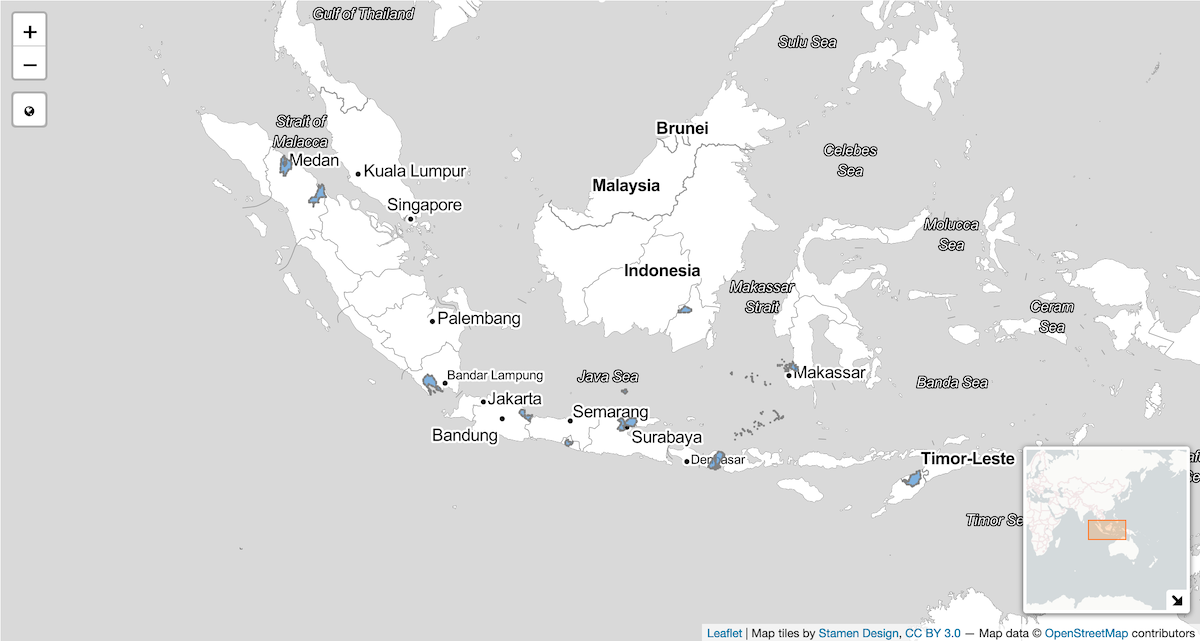 +
Gulf of Thailand
Sulu Sea
−
Strait of
Malacca
Brunei
Medan
Kuala Lumpur
Celebes
Sea
Malaysia
Singapore
Molucca
Sea
Indonesia
Makassar
Strait
Ceram
Sea
Palembang
Bandar Lampung
Java Sea
Makassar
Banda Sea
Jakarta
Semarang
Bandung
Surabaya
Timor-Leste
Timor Se
Leaflet | Map tiles by Stamen Design, CC BY 3.0 — Map data © OpenStreetMap contributors